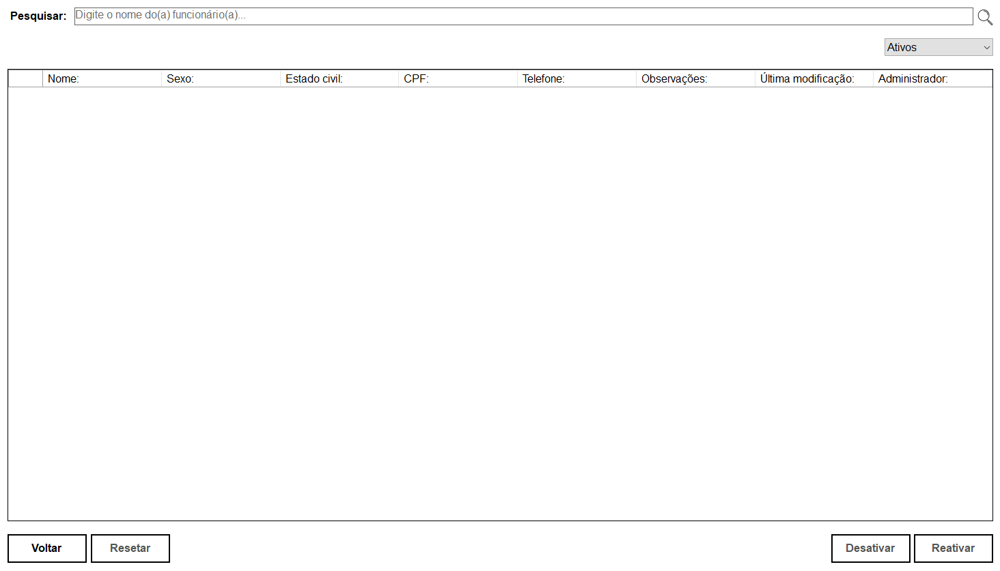 Pesquisar: Digite o nome do(a) funcionário(a)...
Ativos
Nome: Sexo: Estado civil: CPF: Telefone: Observações: Última modificação: Administrador:
Voltar Resetar Desativar Reativar